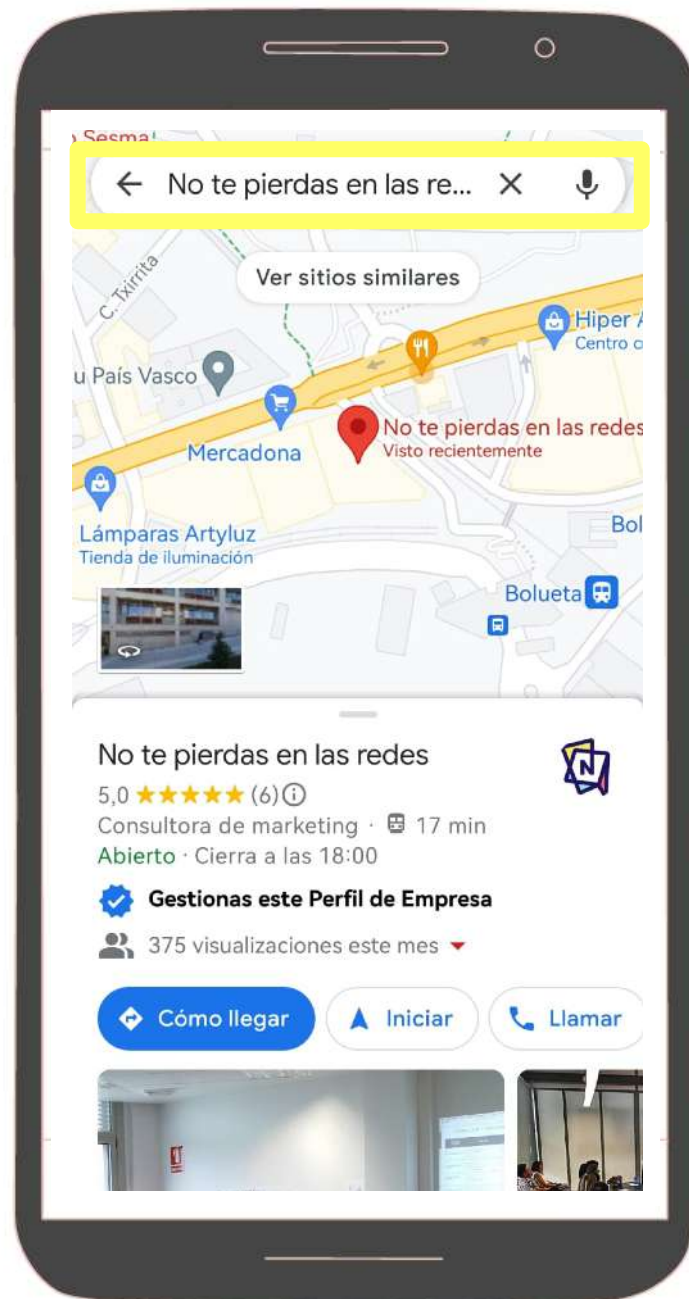 Sesma
No te pierdas en las re...
Ver sitios similares
C. Txirrita
Hiper A
Centro c
u País Vasco
No te pierdas en las redes
Visto recientemente
Mercadona
Lámparas Artyluz
Tienda de iluminación
Bol
Bolueta
No te pierdas en las redes
N
5,0 ★★★★★ (6)
Consultora de marketing · 17 min
Abierto · Cierra a las 18:00
Gestionas este Perfil de Empresa
375 visualizaciones este mes
Cómo llegar
Iniciar
Llamar